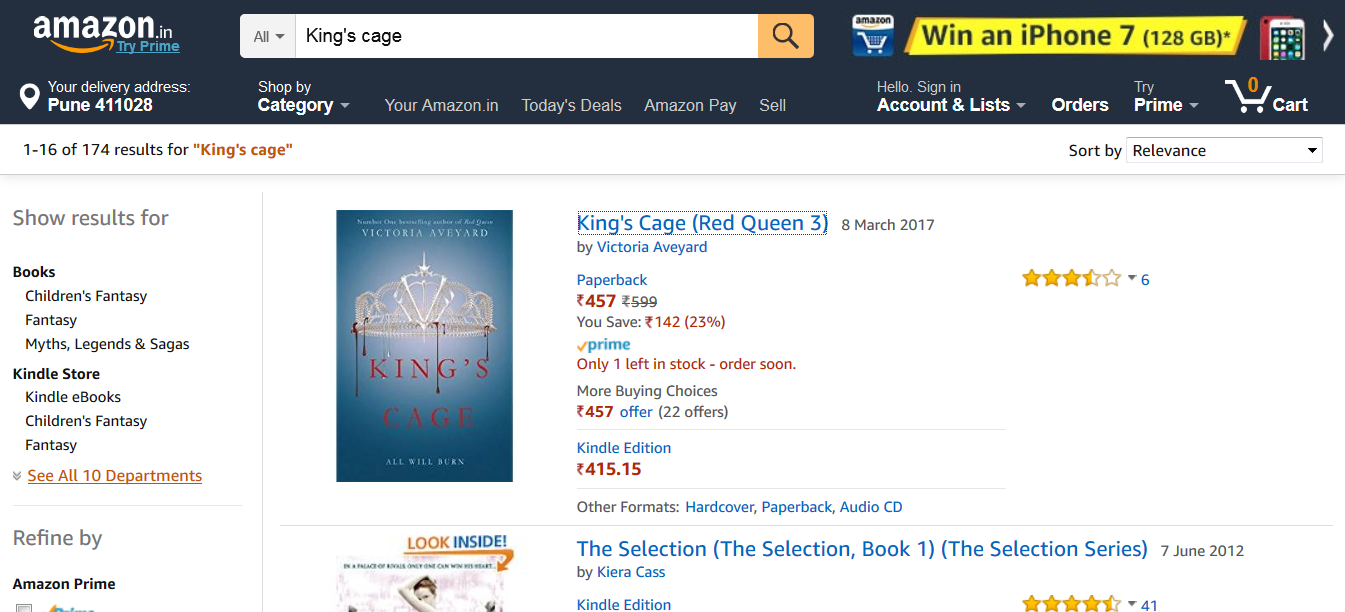 amazon.in
Try Prime
All
King's cage
amazon
Win an iPhone 7 (128 GB)*
Your delivery address:
Pune 411028
Shop by
Category
Your Amazon.in
Today's Deals
Amazon Pay
Sell
Hello. Sign in
Account & Lists
Orders
Try
Prime
0
Cart
1-16 of 174 results for "King's cage"
Sort by
Relevance
Show results for
Books
Children's Fantasy
Fantasy
Myths, Legends & Sagas
Kindle Store
Kindle eBooks
Children's Fantasy
Fantasy
See All 10 Departments
Refine by
Amazon Prime
Prime
Number One bestselling author of Red Queen
VICTORIA AVEYARD
KING'S
CAGE
ALL WILL BURN
King's Cage (Red Queen 3) 8 March 2017
by Victoria Aveyard
Paperback
₹457 ₹599
You Save: ₹142 (23%)
prime
Only 1 left in stock - order soon.
More Buying Choices
₹457 offer (22 offers)
Kindle Edition
₹415.15
Other Formats: Hardcover, Paperback, Audio CD
6
LOOK INSIDE!
IN A PALACE OF RIVALS, ONLY ONE CAN WIN HIS HEART...
The Selection (The Selection, Book 1) (The Selection Series) 7 June 2012
by Kiera Cass
Kindle Edition
41